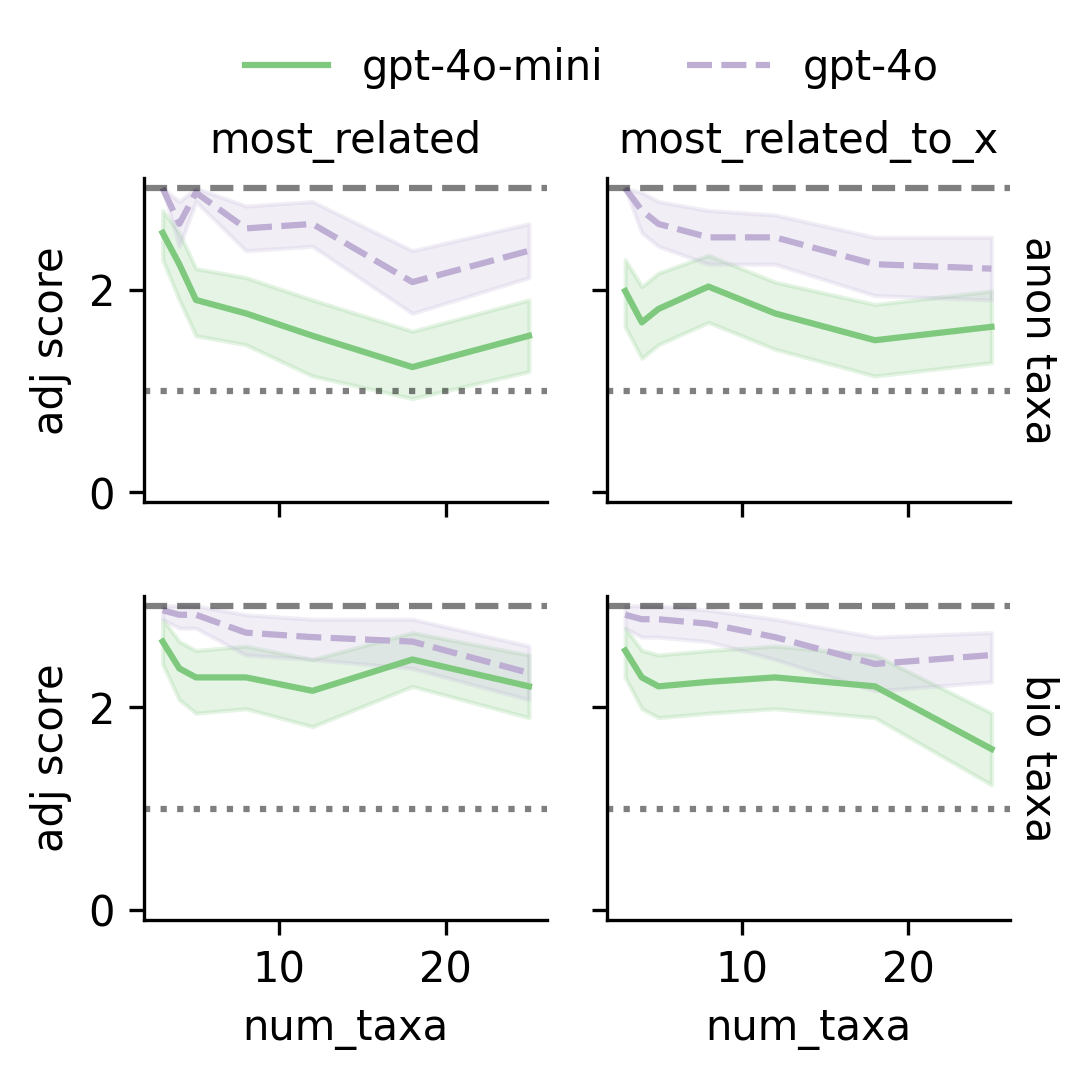 gpt-4o-mini gpt-4o
most_related most_related_to_x
adj score
2
0
anon taxa
adj score
2
0
bio taxa
10 20 10 20
num_taxa num_taxa